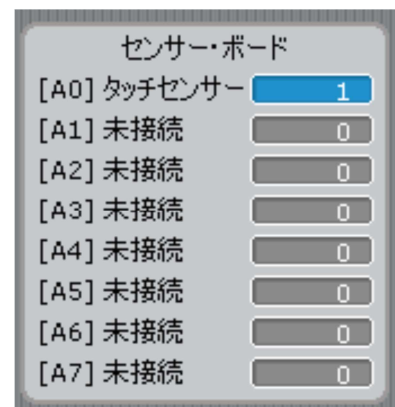 センサー・ボード
[A0] タッチセンサー 1
[A1] 未接続 0
[A2] 未接続 0
[A3] 未接続 0
[A4] 未接続 0
[A5] 未接続 0
[A6] 未接続 0
[A7] 未接続 0